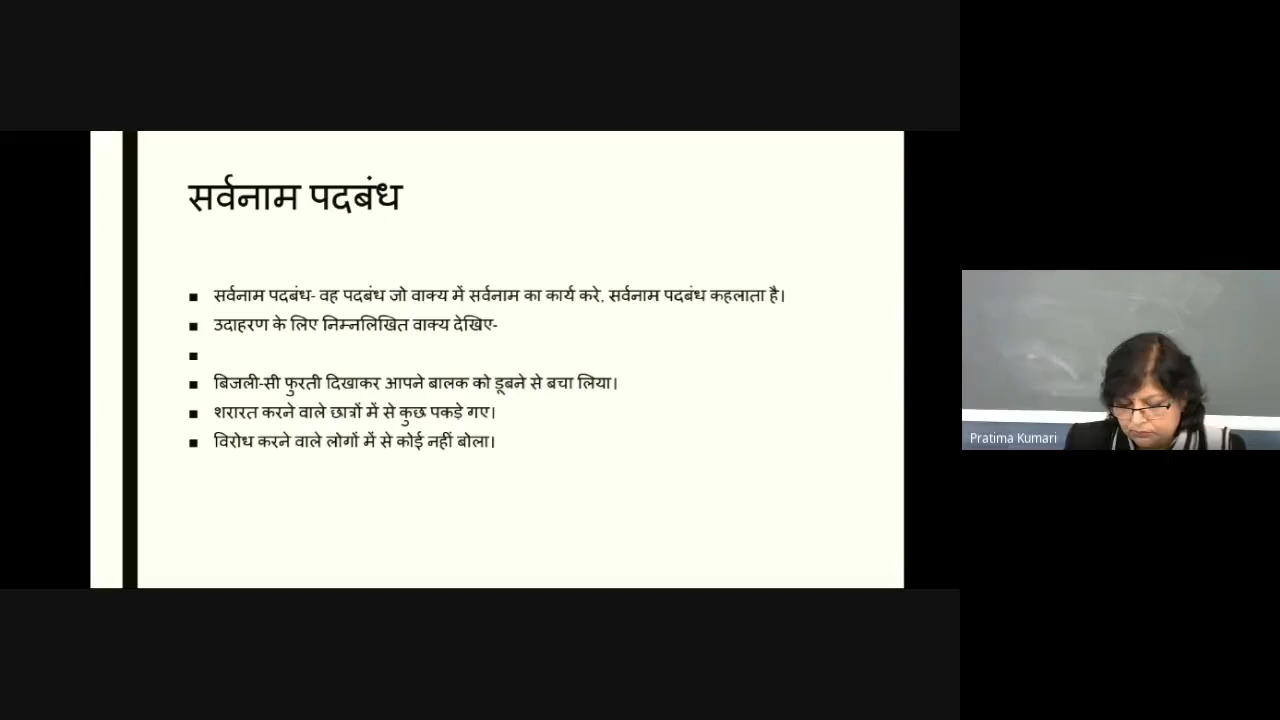 सर्वनाम पदबंध
▪ सर्वनाम पदबंध- वह पदबंध जो वाक्य में सर्वनाम का कार्य करे, सर्वनाम पदबंध कहलाता है।
▪ उदाहरण के लिए निम्नलिखित वाक्य देखिए-
▪
▪ बिजली-सी फुरती दिखाकर आपने बालक को डूबने से बचा लिया।
▪ शरारत करने वाले छात्रों में से कुछ पकड़े गए।
▪ विरोध करने वाले लोगों में से कोई नहीं बोला।
Pratima Kumari